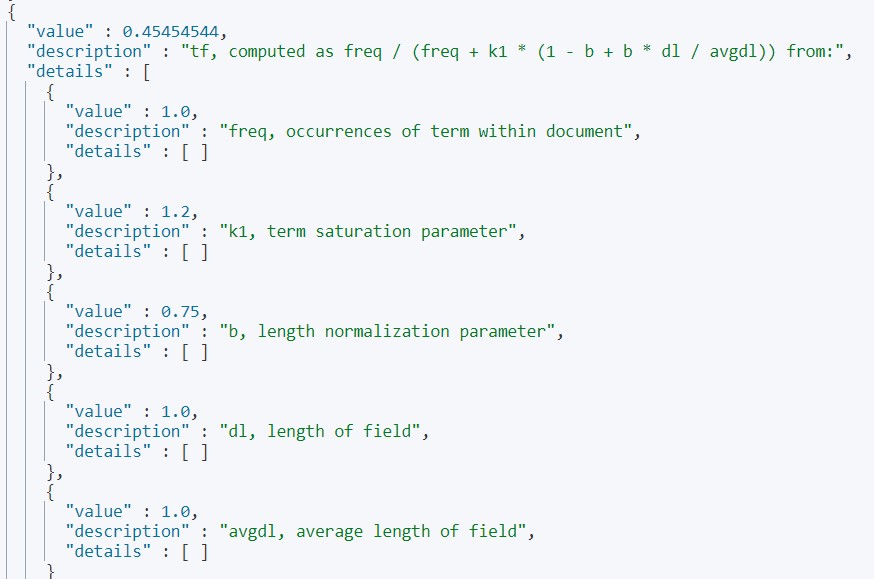 {
"value" : 0.45454544,
"description" : "tf, computed as freq / (freq + k1 * (1 - b + b * dl / avgdl)) from:",
"details" : [
{
"value" : 1.0,
"description" : "freq, occurrences of term within document",
"details" : [ ]
},
{
"value" : 1.2,
"description" : "k1, term saturation parameter",
"details" : [ ]
},
{
"value" : 0.75,
"description" : "b, length normalization parameter",
"details" : [ ]
},
{
"value" : 1.0,
"description" : "dl, length of field",
"details" : [ ]
},
{
"value" : 1.0,
"description" : "avgdl, average length of field",
"details" : [ ]
}